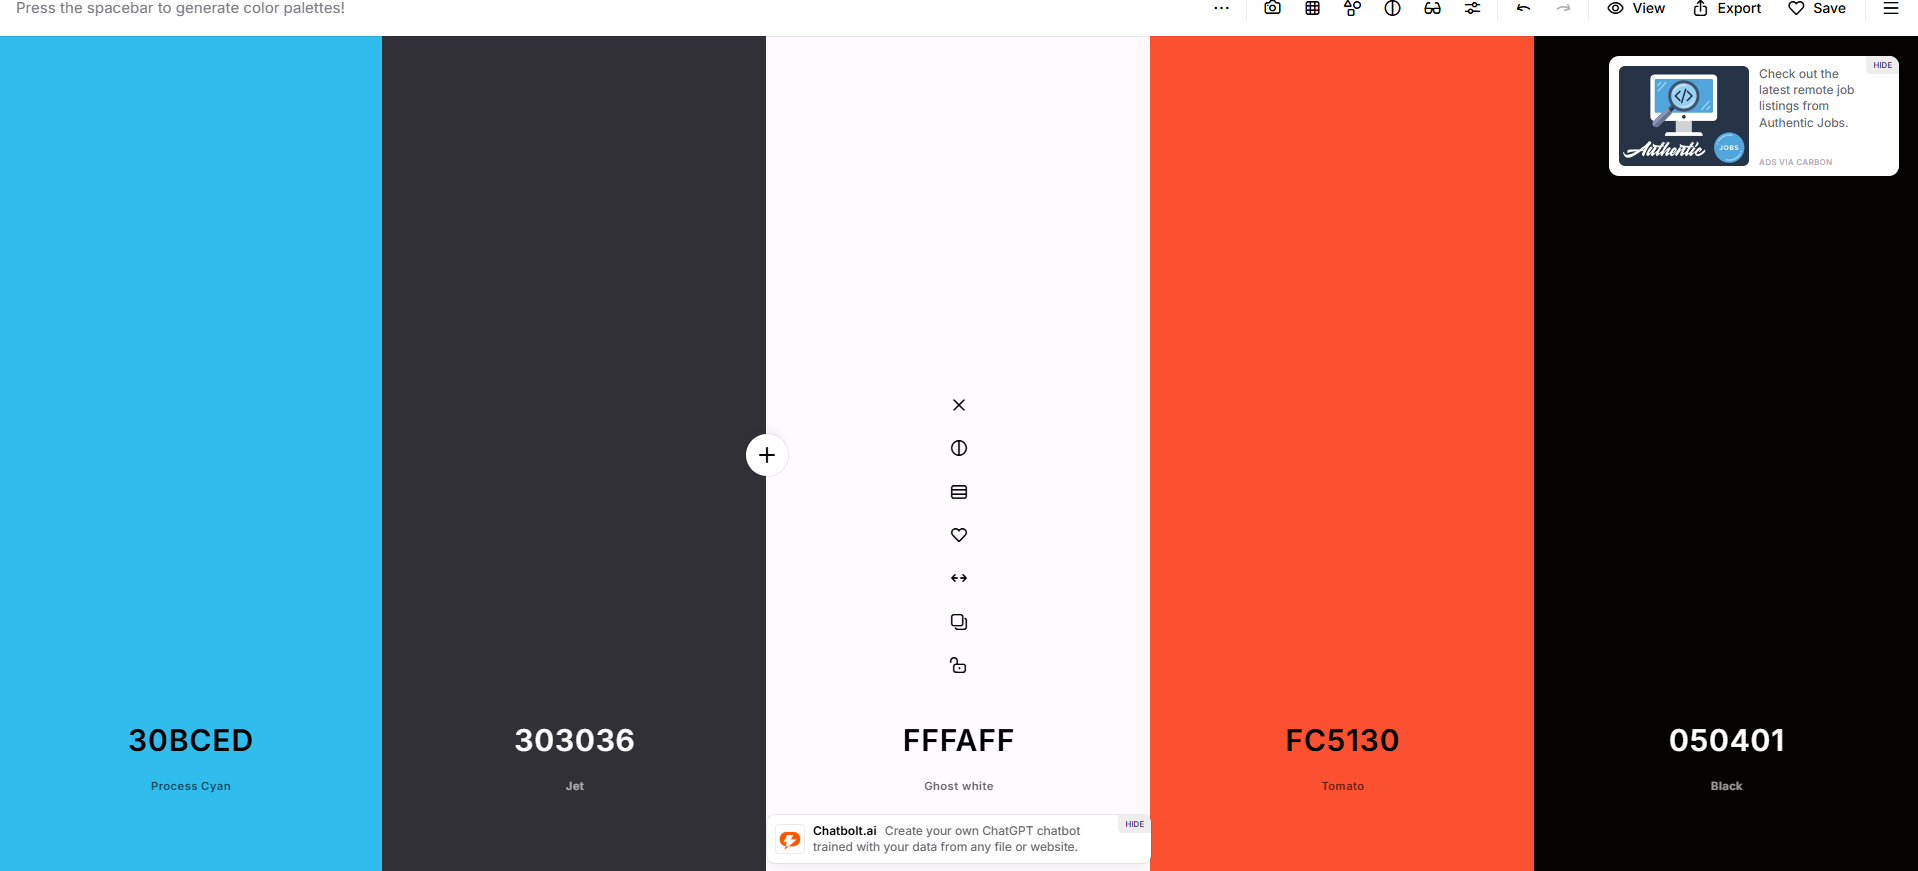 Press the spacebar to generate color palettes!
View
Export
Save
HIDE
Check out the
latest remote job
listings from
Authentic Jobs.
ADS VIA CARBON
Authentic
JOBS
30BCED
Process Cyan
303036
Jet
FFFAFF
Ghost white
FC5130
Tomato
050401
Black
HIDE
Chatbolt.ai Create your own ChatGPT chatbot
trained with your data from any file or website.